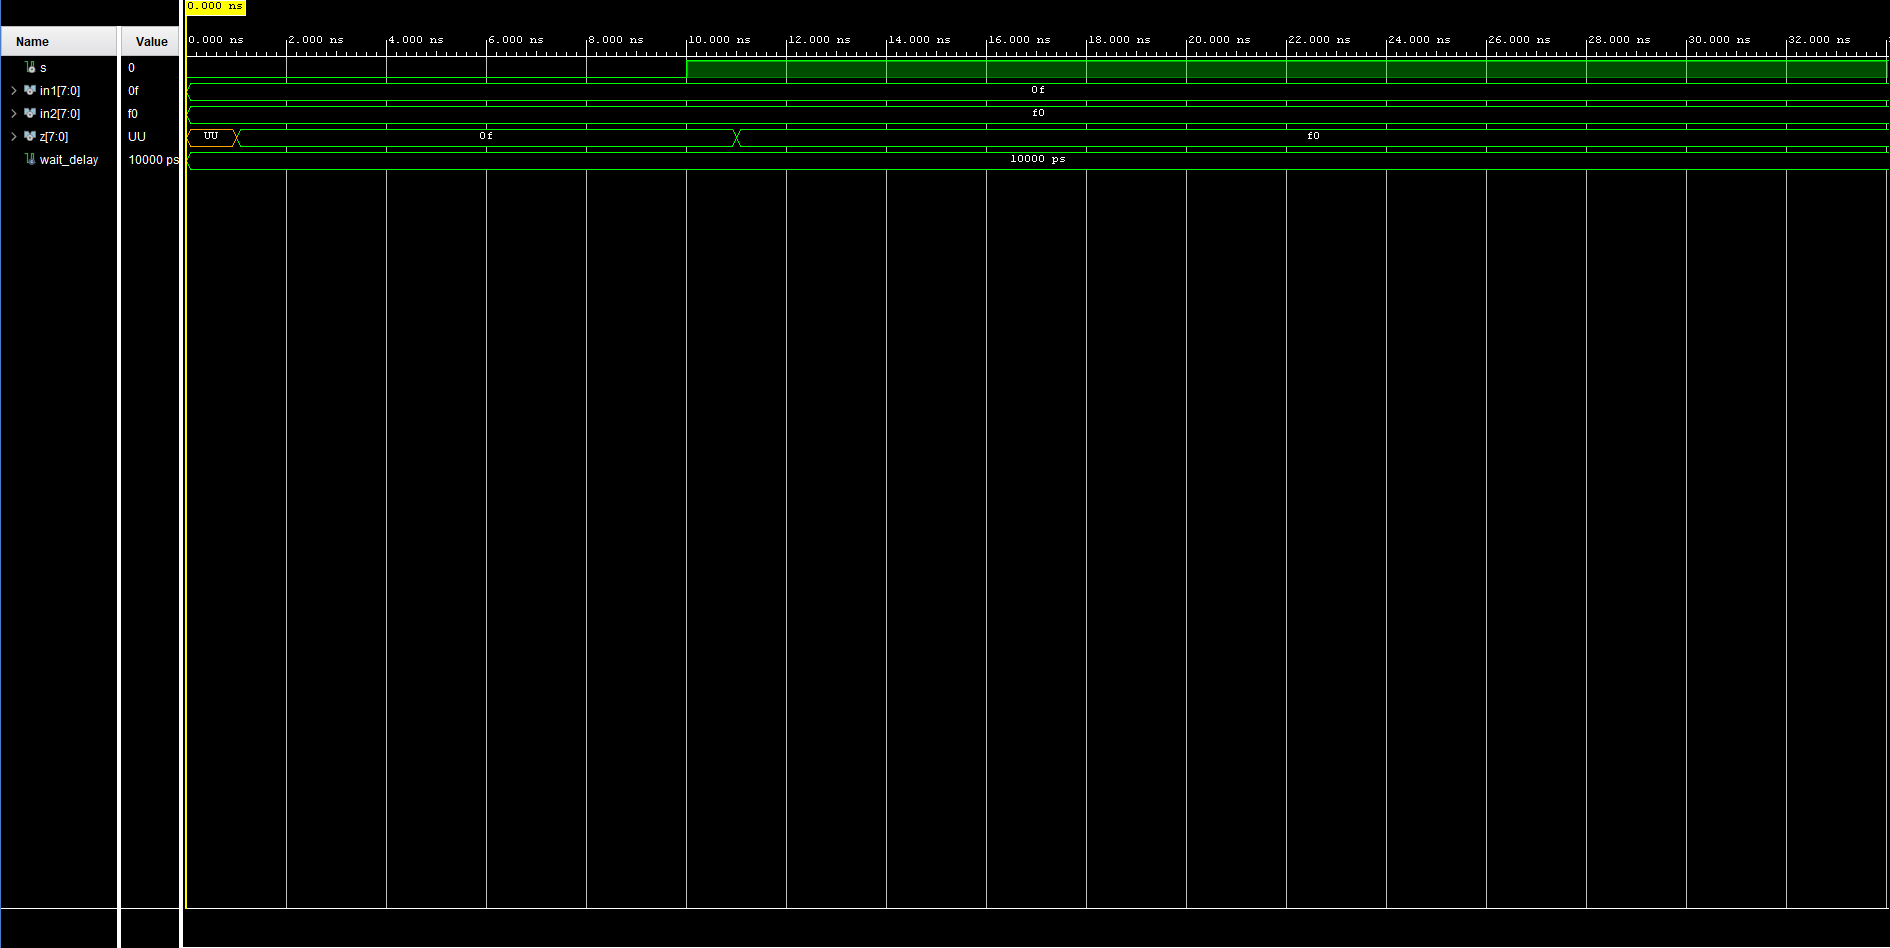 0.000 ns
Name Value 0.000 ns 2.000 ns 4.000 ns 6.000 ns 8.000 ns 10.000 ns 12.000 ns 14.000 ns 16.000 ns 18.000 ns 20.000 ns 22.000 ns 24.000 ns 26.000 ns 28.000 ns 30.000 ns 32.000 ns
s 0
in1[7:0] 0f 0f
in2[7:0] f0 f0
z[7:0] UU UU 0f f0
wait_delay 10000 ps 10000 ps